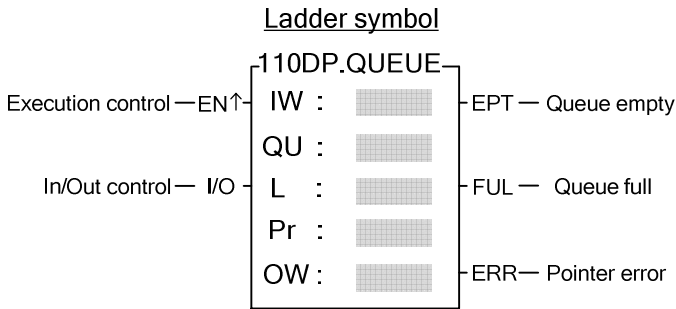 Ladder symbol
110DP.QUEUE
Execution control EN↑ IW : EPT Queue empty
QU :
In/Out control I/O L : FUL Queue full
Pr :
OW : ERR Pointer error